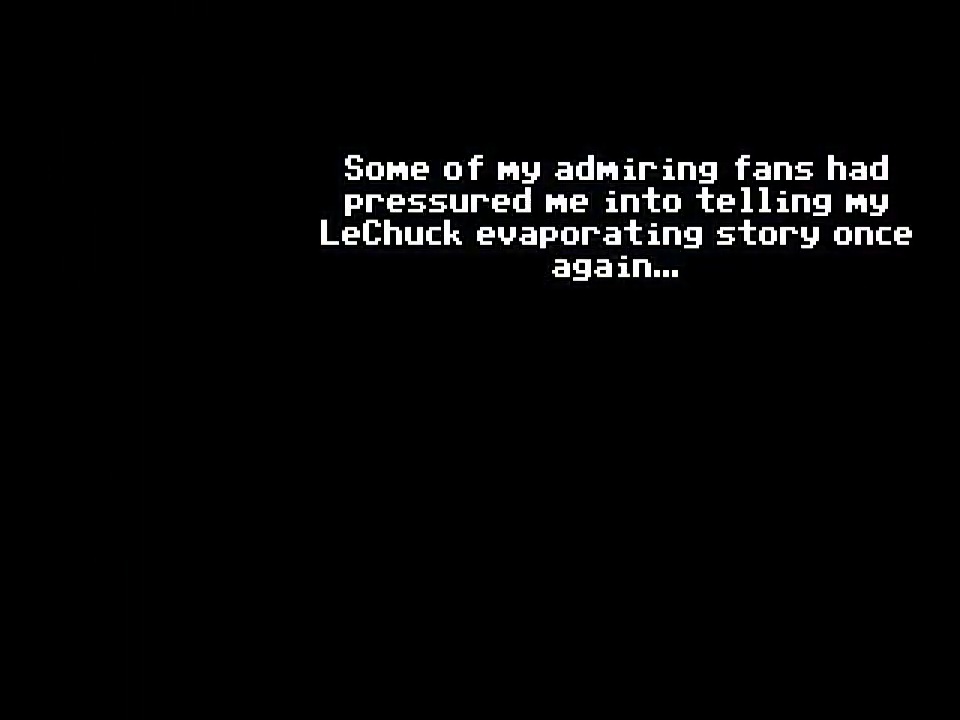 Some of my admiring fans had
pressured me into telling my
LeChuck evaporating story once
again...